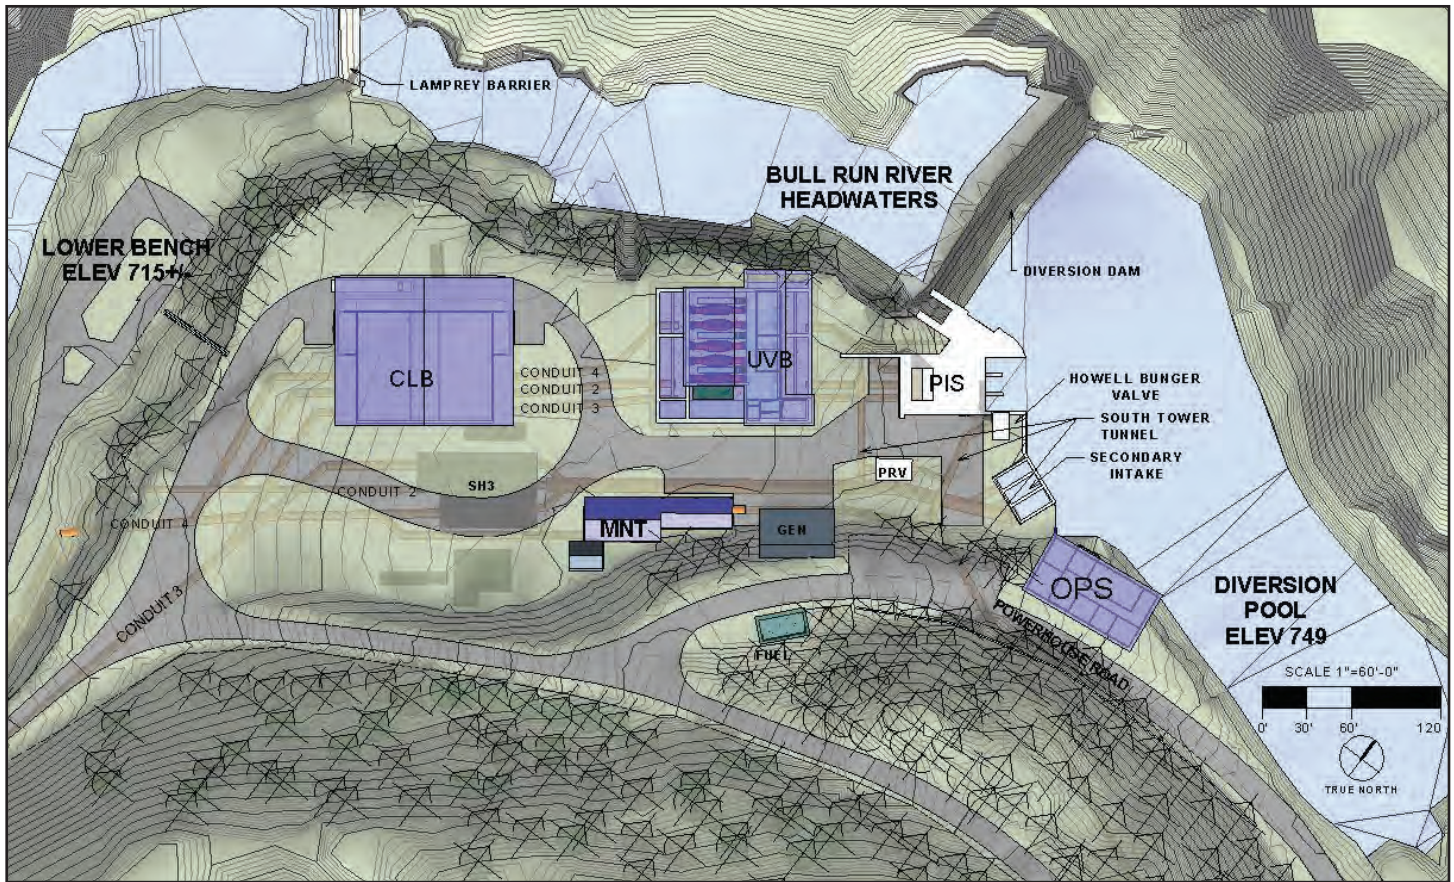 LAMPREY BARRIER
BULL RUN RIVER
HEADWATERS
LOWER BENCH
ELEV 715+/-
DIVERSION DAM
CLB
CONDUIT 4
CONDUIT 2
CONDUIT 3
UVB
PIS
HOWELL BUNGER
VALVE
SOUTH TOWER
TUNNEL
SECONDARY
INTAKE
PRV
SH3
CONDUIT 2
CONDUIT 4
MNT
GEN
OPS
CONDUIT 3
FUEL
POWERHOUSE ROAD
DIVERSION
POOL
ELEV 749
SCALE 1"=60'-0"
0' 30' 60' 120
TRUE NORTH